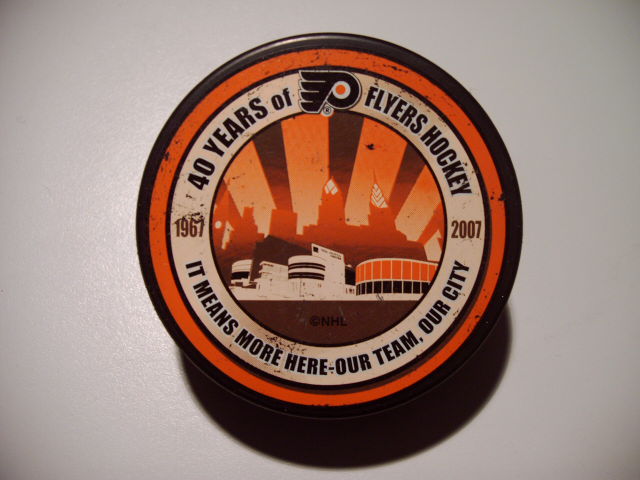 40 YEARS of FLYERS HOCKEY
1967
2007
©NHL
IT MEANS MORE HERE-OUR TEAM, OUR CITY